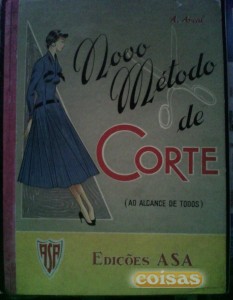 Novo
Método
de
CORTE
(AO ALCANCE DE TODOS)
ASA
EDIÇÕES ASA
coisas